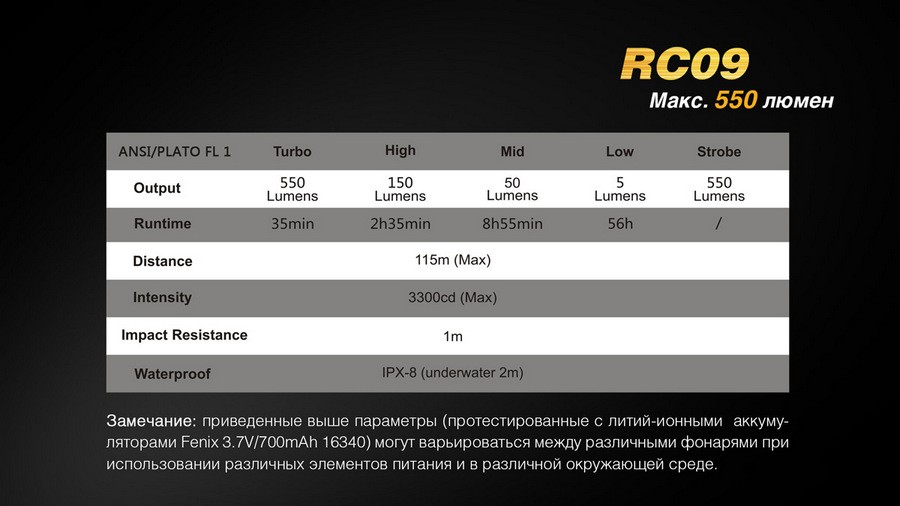 RC09
Макс. 550 люмен
ANSI/PLATO FL 1 Turbo High Mid Low Strobe
Output 550 Lumens 150 Lumens 50 Lumens 5 Lumens 550 Lumens
Runtime 35min 2h35min 8h55min 56h /
Distance 115m (Max)
Intensity 3300cd (Max)
Impact Resistance 1m
Waterproof IPX-8 (underwater 2m)
Замечание: приведенные выше параметры (протестированные с литий-ионными аккуму-
ляторами Fenix 3.7V/700mAh 16340) могут варьироваться между различными фонарями при
использовании различных элементов питания и в различной окружающей среде.